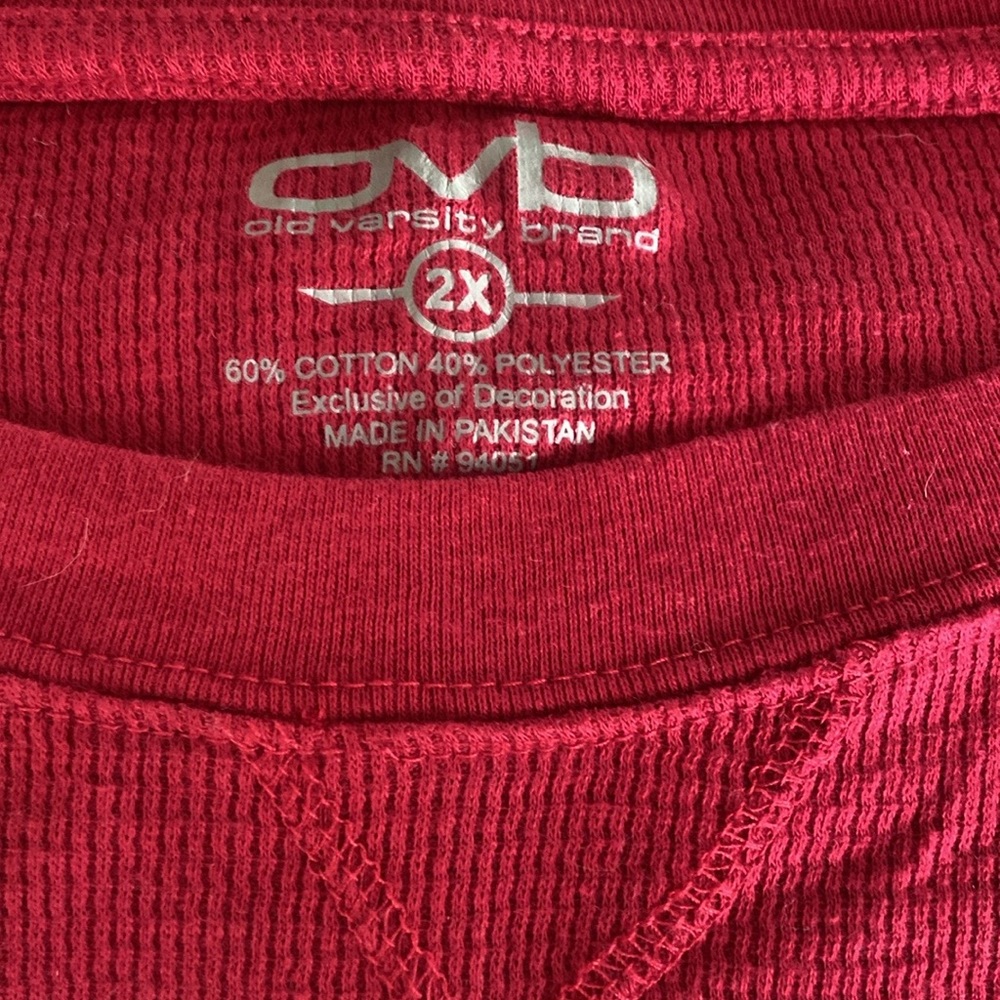 ovb
old varsity brand
2X
60% COTTON 40% POLYESTER
Exclusive of Decoration
MADE IN PAKISTAN
RN # 94051